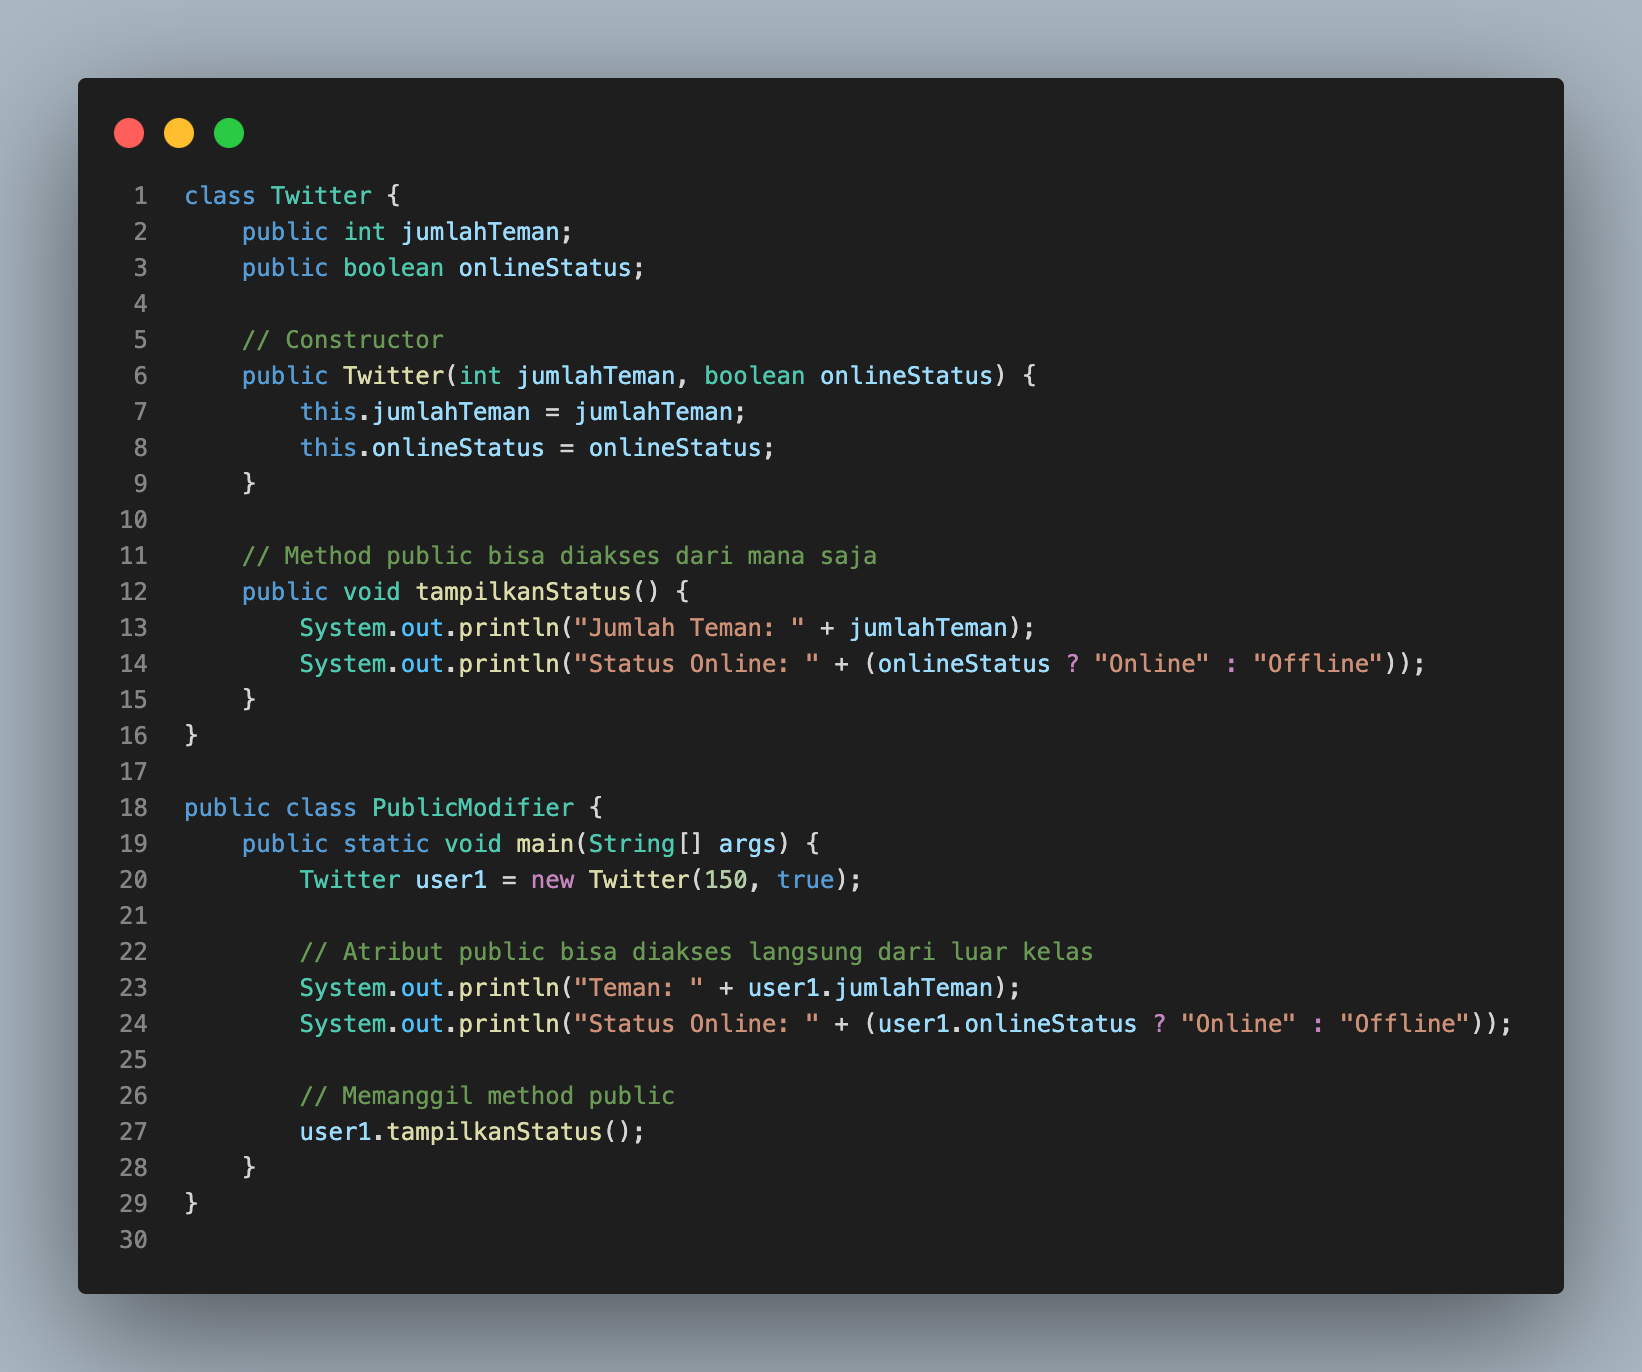 1 class Twitter {
2     public int jumlahTeman;
3     public boolean onlineStatus;
4
5     // Constructor
6     public Twitter(int jumlahTeman, boolean onlineStatus) {
7         this.jumlahTeman = jumlahTeman;
8         this.onlineStatus = onlineStatus;
9     }
10
11     // Method public bisa diakses dari mana saja
12     public void tampilkanStatus() {
13         System.out.println("Jumlah Teman: " + jumlahTeman);
14         System.out.println("Status Online: " + (onlineStatus ? "Online" : "Offline"));
15     }
16 }
17
18 public class PublicModifier {
19     public static void main(String[] args) {
20         Twitter user1 = new Twitter(150, true);
21
22         // Atribut public bisa diakses langsung dari luar kelas
23         System.out.println("Teman: " + user1.jumlahTeman);
24         System.out.println("Status Online: " + (user1.onlineStatus ? "Online" : "Offline"));
25
26         // Memanggil method public
27         user1.tampilkanStatus();
28     }
29 }
30